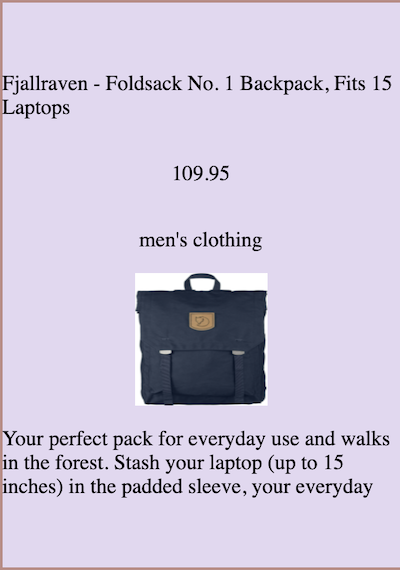 Fjallraven - Foldsack No. 1 Backpack, Fits 15
Laptops
109.95
men's clothing
Your perfect pack for everyday use and walks
in the forest. Stash your laptop (up to 15
inches) in the padded sleeve, your everyday